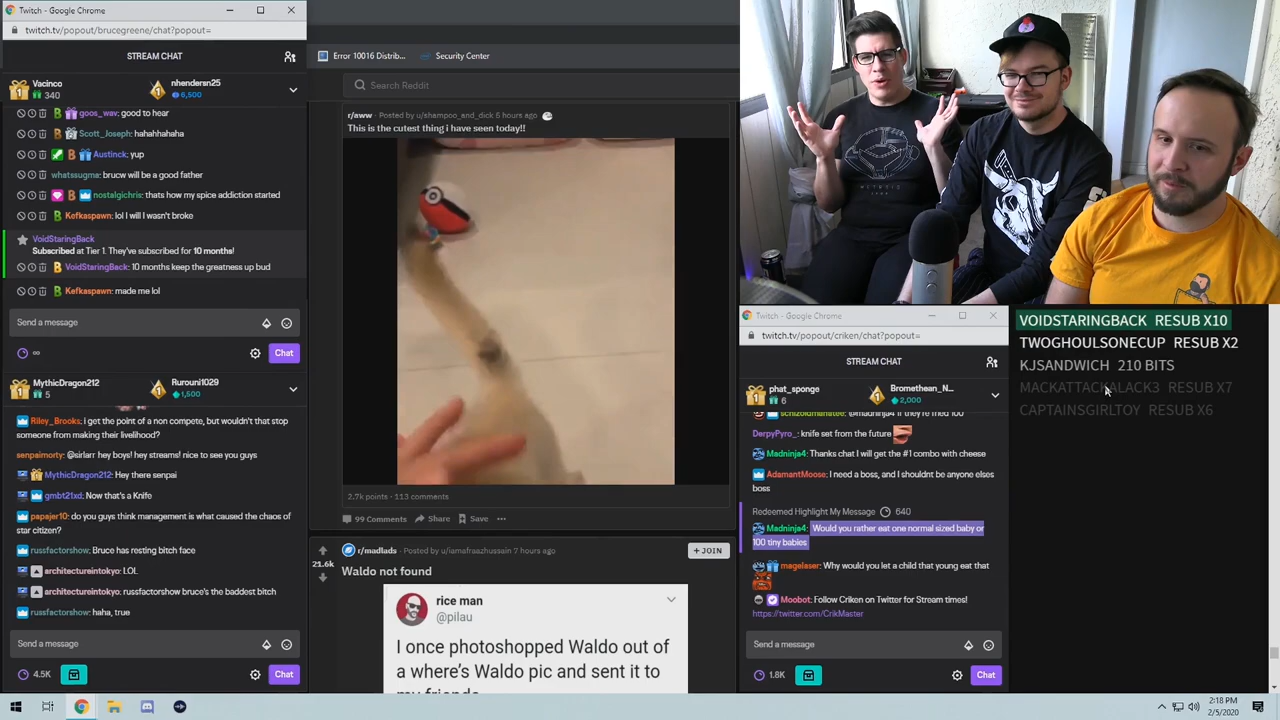 Twitch - Google Chrome
twitch.tv/popout/brucegreene/chat?popout=
STREAM CHAT
Vacinco
340
nhenderen25
6,500
goos_wav: good to hear
Scott_Joseph: hahahhahaha
Austinck: yup
whatssugma: brucw will be a good father
nostalgichris: thats how my spice addiction started
Kefkaspawn: lol I will I wasn't broke
VoidStaringBack
Subscribed at Tier 1. They've subscribed for 10 months!
VoidStaringBack: 10 months keep the greatness up bud
Kefkaspawn: made me lol
Send a message
Chat
MythicDragon212
5
Rurouni1029
1,500
Riley_Brooks: i get the point of a non compete, but wouldn't that
stop someone from making their livelihood?
senpaimorty: @sirlarr hey boys! hey streams! nice to see you guys
MythicDragon212: Hey there senpai
gmbt21xd: Now that's a Knife
papajer10: do you guys think management is what caused the chaos of
star citizen?
russfactorshow: Bruce has resting bitch face
architectureintokyo: LOL
architectureintokyo: russfactorshow bruce's the baddest bitch
russfactorshow: haha, true
Send a message
4.5K
Chat
Error 10016 Distrib...
Security Center
Search Reddit
r/aww · Posted by u/shampoo_and_dick 5 hours ago
This is the cutest thing i have seen today!!
2.7k points · 113 comments
99 Comments
Share
Save
21.6k
r/madlads · Posted by u/iamafraazhussain 7 hours ago
+ JOIN
Waldo not found
rice man
@pilau
I once photoshopped Waldo out of
a where's Waldo pic and sent it to
my friends
Twitch - Google Chrome
twitch.tv/popout/criken/chat?popout=
STREAM CHAT
phat_sponge
6
Bromethean_N...
2,000
DerpyPyro_: knife set from the future
Madninja4: Thanks chat I will get the #1 combo with cheese
AdamantMoose: I need a boss, and I shouldnt be anyone elses
boss
Redeemed Highlight My Message 640
Madninja4: Would you rather eat one normal sized baby or
100 tiny babies
magelaser: Why would you let a child that young eat that
Moobot: Follow Criken on Twitter for Stream times!
https://twitter.com/CrikMaster
Send a message
1.8K
Chat
VOIDSTARINGBACK RESUB X10
TWOGHOULSONECUP RESUB X2
KJSANDWICH 210 BITS
MACKATTACKALACK3 RESUB X7
CAPTAINSGIRLTOY RESUB X6
2:18 PM
2/5/2020